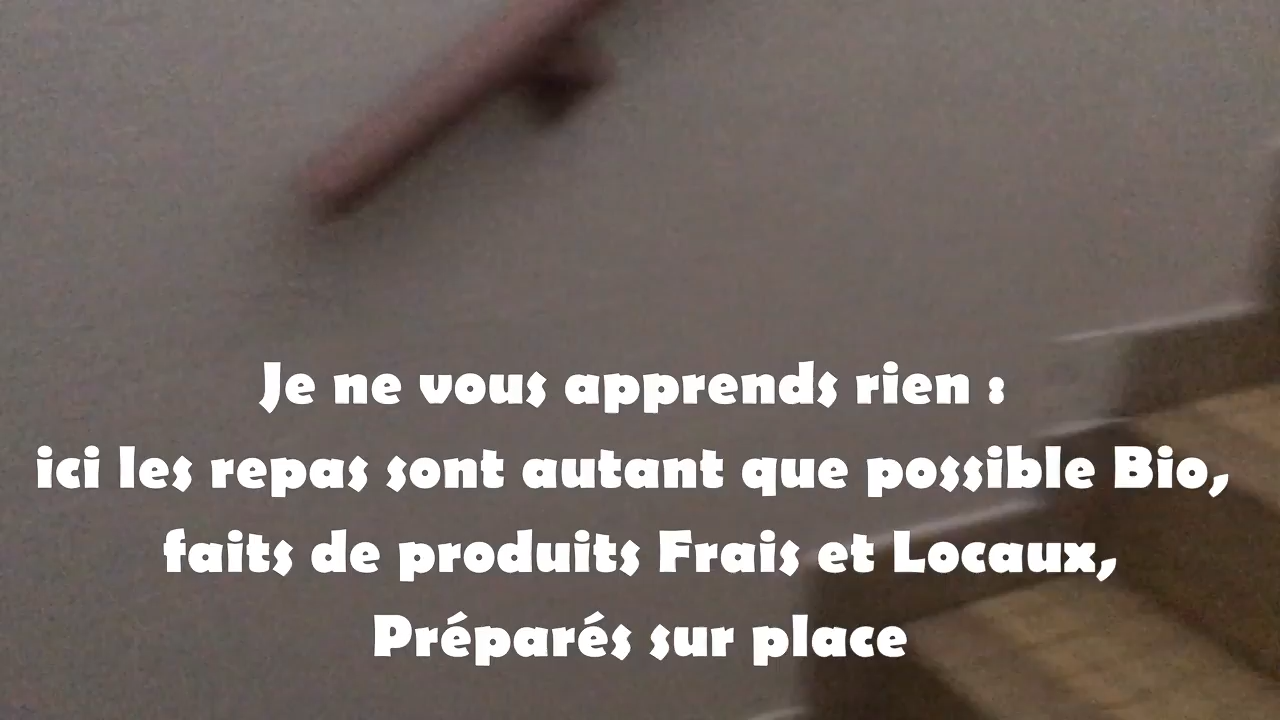 Je ne vous apprends rien :
ici les repas sont autant que possible Bio,
faits de produits Frais et Locaux,
Préparés sur place